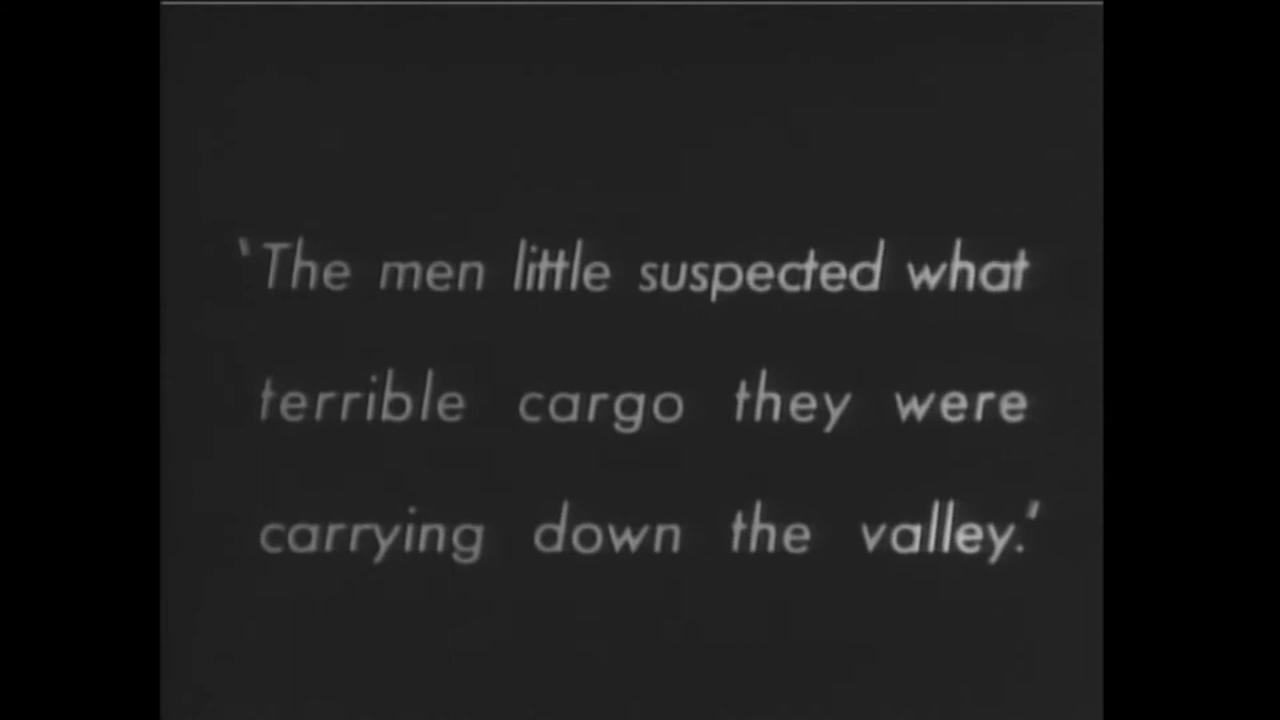 'The men little suspected what
terrible cargo they were
carrying down the valley.'